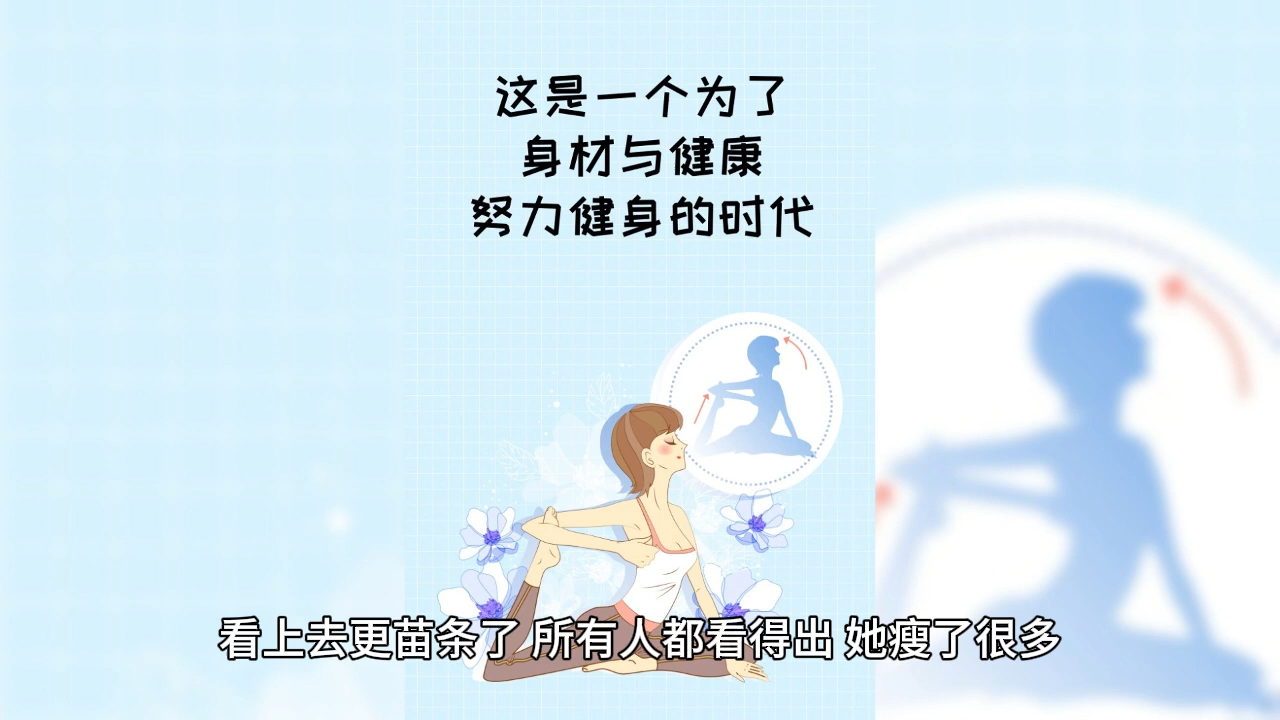 这是一个为了
身材与健康
努力健身的时代
看上去更苗条了 所有人都看得出 她瘦了很多